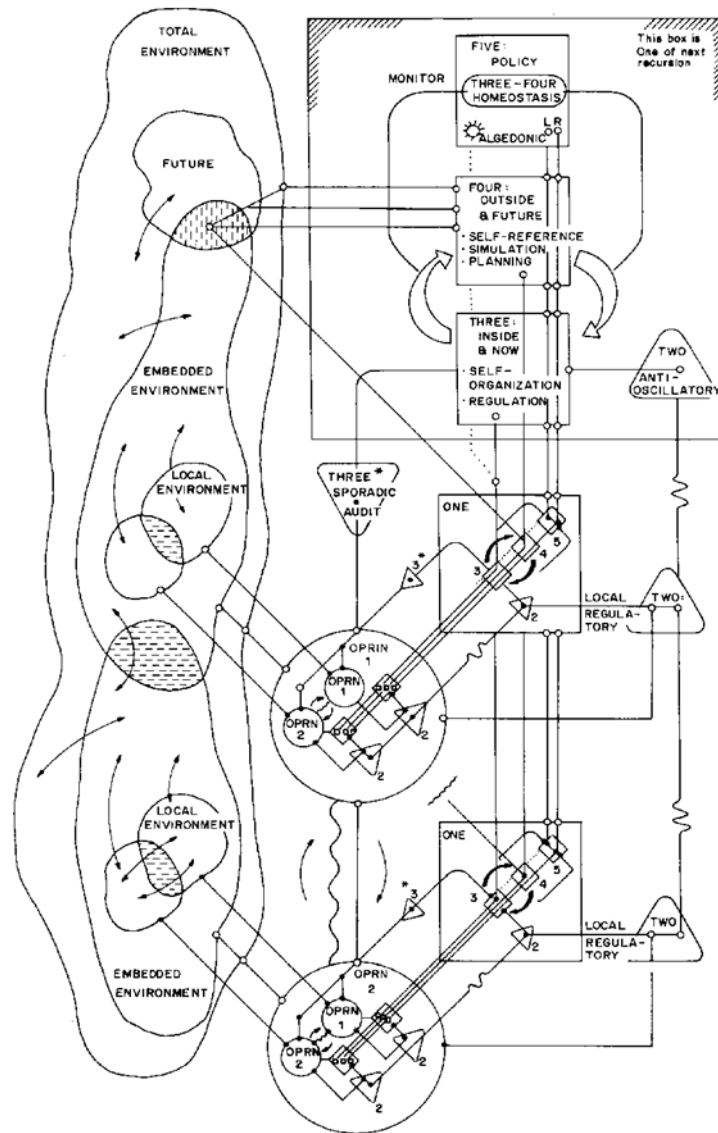 TOTAL
ENVIRONMENT
FUTURE
EMBEDDED
ENVIRONMENT
LOCAL
ENVIRONMENT
LOCAL
ENVIRONMENT
EMBEDDED
ENVIRONMENT
This box is
One of next
recursion
FIVE:
POLICY
MONITOR
THREE-FOUR
HOMEOSTASIS
L R
ALGEDONIC
FOUR:
OUTSIDE
& FUTURE
· SELF-REFERENCE
· SIMULATION
· PLANNING
THREE:
INSIDE
& NOW
· SELF-
ORGANIZATION
· REGULATION
TWO
ANTI-
OSCILLATORY
THREE*
SPORADIC
AUDIT
ONE
5
4
3
3*
2
LOCAL
REGULA-
TORY
TWO:
OPRIN
1
OPRN
1
OPRN
2
2
2
ONE
5
4
3
*3
2
LOCAL
REGULATORY
TWO
OPRN
2
OPRN
1
OPRN
2
2
2